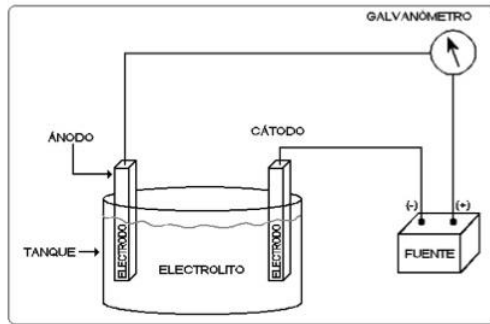 GALVANÓMETRO
ÁNODO
CÁTODO
(-)
(+)
TANQUE
ELECTRODO
ELECTROLITO
ELECTRODO
FUENTE